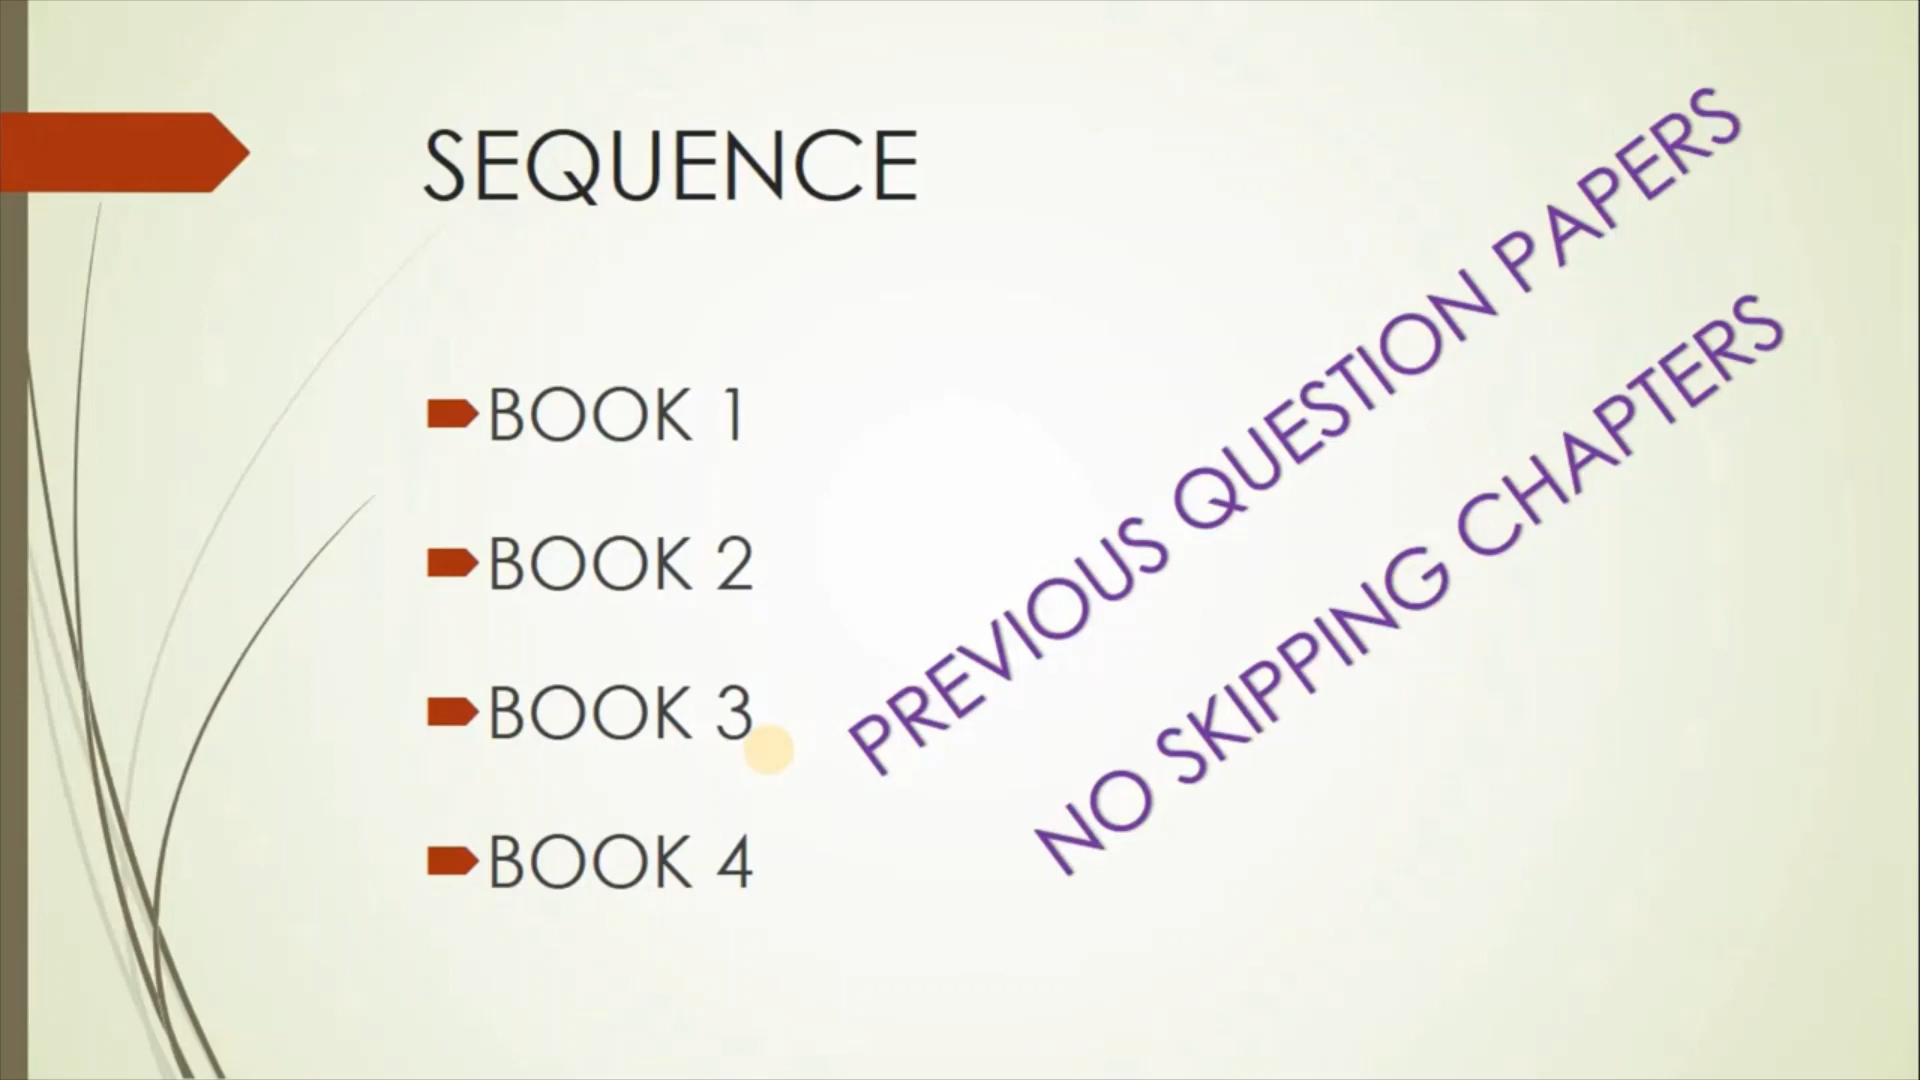 SEQUENCE
BOOK 1
BOOK 2
BOOK 3
BOOK 4
PREVIOUS QUESTION PAPERS
NO SKIPPING CHAPTERS